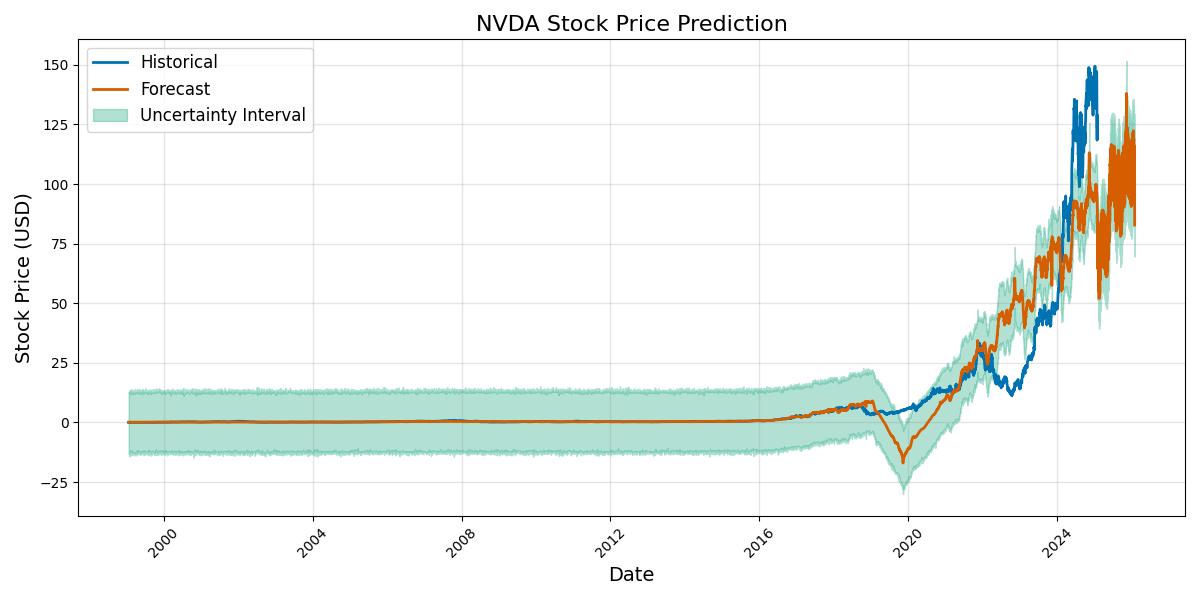 NVDA Stock Price Prediction
Historical
Forecast
Uncertainty Interval
Stock Price (USD)
150
125
100
75
50
25
0
−25
2000
2004
2008
2012
2016
2020
2024
Date